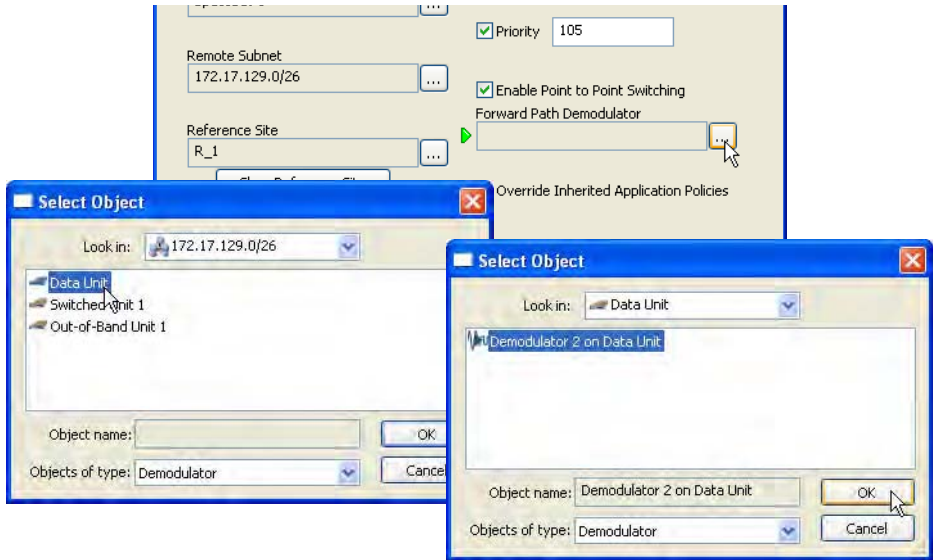 Priority 105
Remote Subnet
172.17.129.0/26
...
Enable Point to Point Switching
Forward Path Demodulator
...
Reference Site
R_1
...
Override Inherited Application Policies
Select Object
Look in: 172.17.129.0/26
Data Unit
Switched Unit 1
Out-of-Band Unit 1
Object name:
OK
Objects of type: Demodulator
Cancel
Select Object
Look in: Data Unit
Demodulator 2 on Data Unit
Object name: Demodulator 2 on Data Unit
OK
Objects of type: Demodulator
Cancel